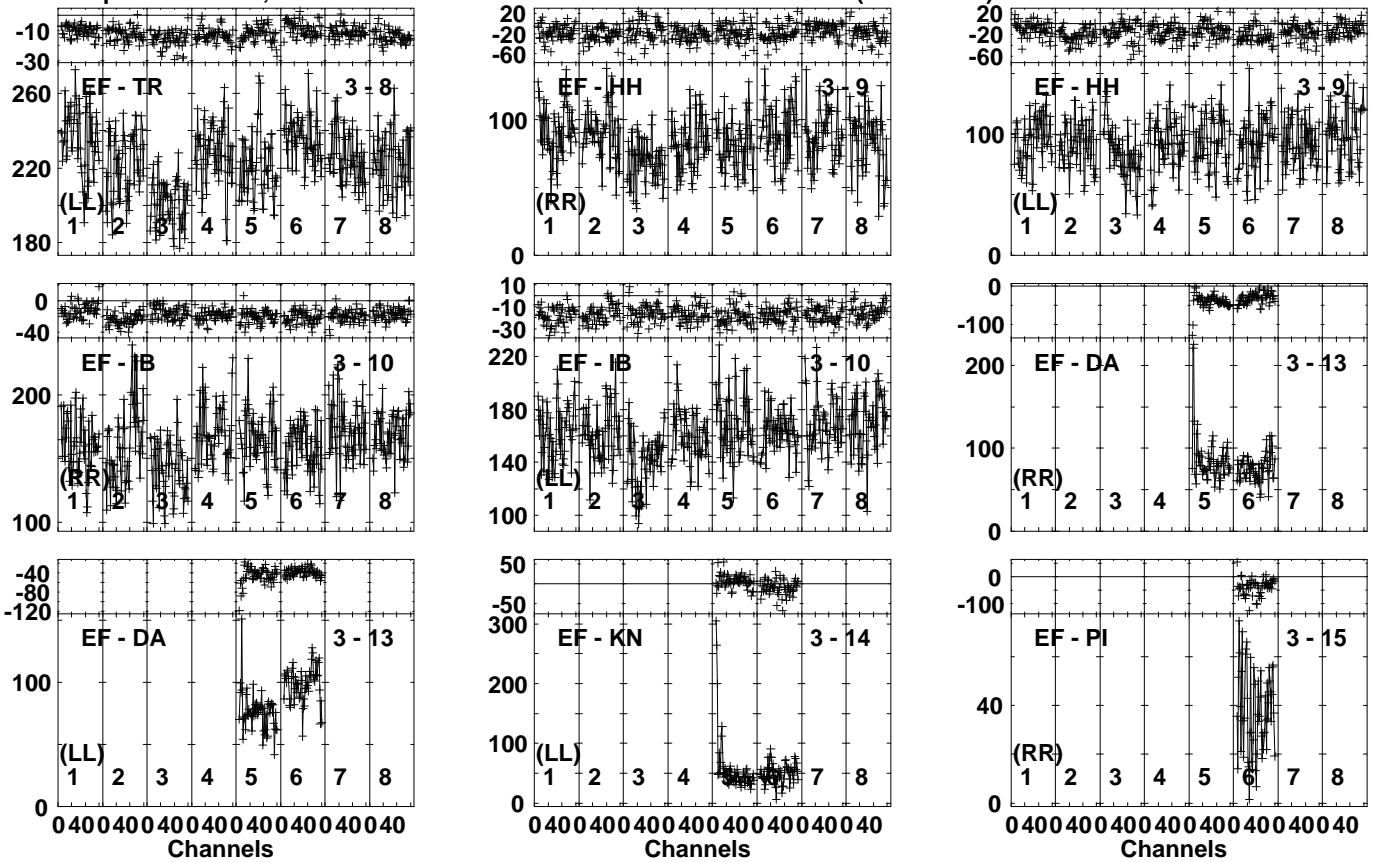 -10
-30
EF - TR 3 - 8
260
220
180
(LL)
1 2 3 4 5 6 7 8
20
-20
-60
EF - HH 3 - 9
100
0
(RR)
1 2 3 4 5 6 7 8
20
-20
-60
EF - HH 3 - 9
100
0
(LL)
1 2 3 4 5 6 7 8
0
-40
EF - IB 3 - 10
200
100
(RR)
1 2 3 4 5 6 7 8
10
-10
-30
EF - IB 3 - 10
220
180
140
100
(LL)
1 2 3 4 5 6 7 8
0
-100
EF - DA 3 - 13
200
100
0
(RR)
1 2 3 4 5 6 7 8
-40
-80
-120
EF - DA 3 - 13
100
0
(LL)
1 2 3 4 5 6 7 8
0 40 0 40 0 40 0 40 0 40 0 40 0 40 0 40
Channels
50
-50
EF - KN 3 - 14
300
200
100
0
(LL)
1 2 3 4 5 6 7 8
0 40 0 40 0 40 0 40 0 40 0 40 0 40 0 40
Channels
0
-100
EF - PI 3 - 15
40
0
(RR)
1 2 3 4 5 6 7 8
0 40 0 40 0 40 0 40 0 40 0 40 0 40 0 40
Channels